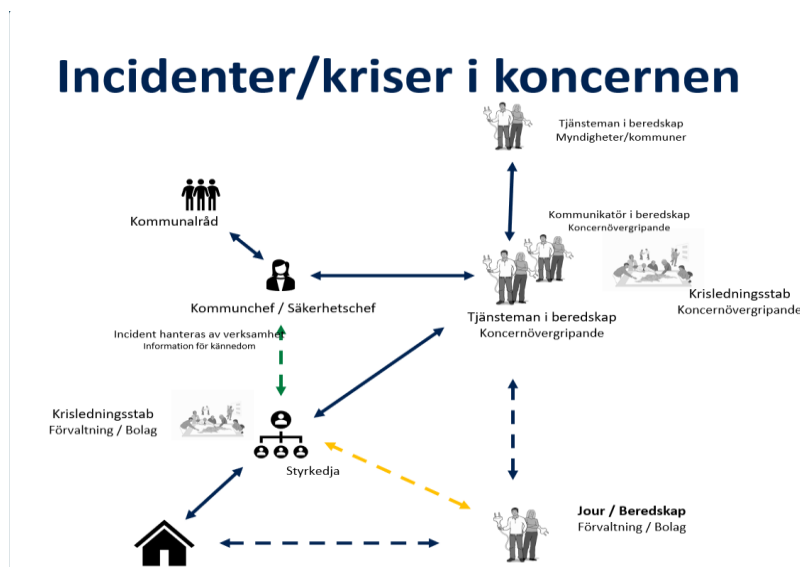 Incidenter/kriser i koncernen
Tjänsteman i beredskap
Myndigheter/kommuner
Kommunalråd
Kommunikatör i beredskap
Koncernövergripande
Kommunchef / Säkerhetschef
Krisledningsstab
Koncernövergripande
Tjänsteman i beredskap
Koncernövergripande
Incident hanteras av verksamhet
Information för kännedom
Krisledningsstab
Förvaltning / Bolag
Styrkedja
Jour / Beredskap
Förvaltning / Bolag